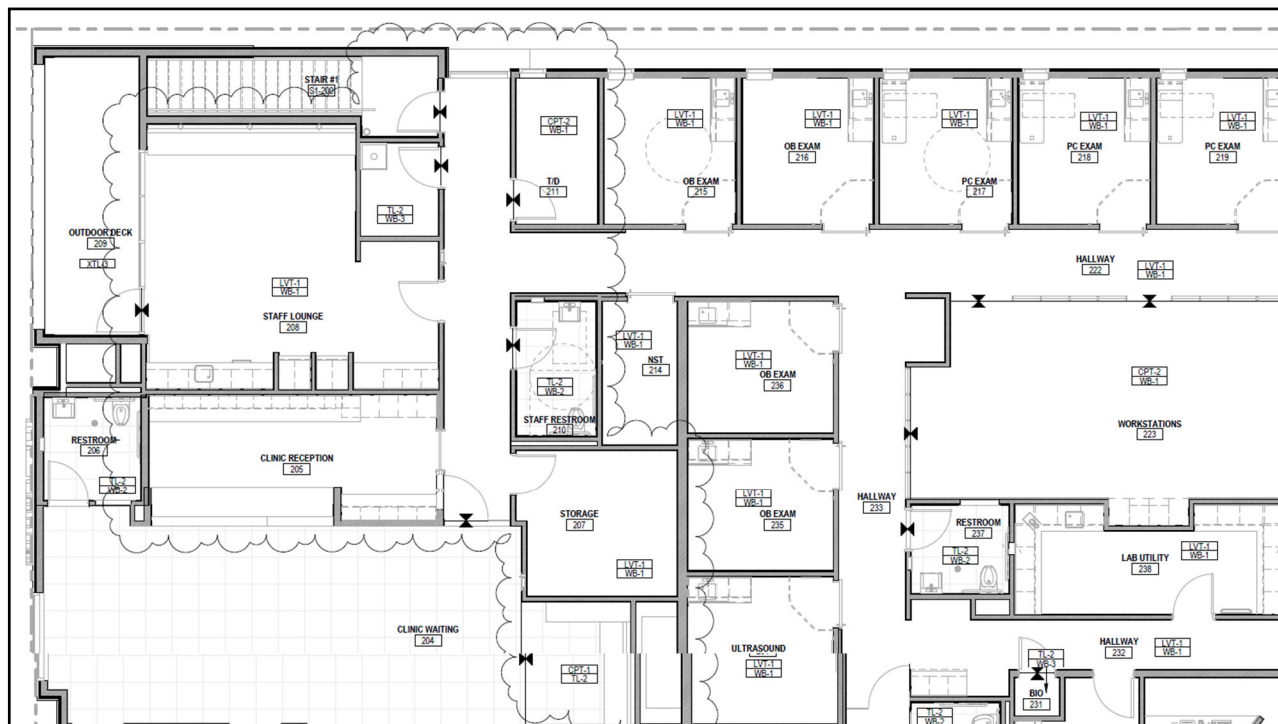 STAIR #1
S1-200
CPT-2
WB-1
T/D
211
LVT-1
WB-1
OB EXAM
215
LVT-1
WB-1
OB EXAM
216
LVT-1
WB-1
PC EXAM
217
LVT-1
WB-1
PC EXAM
218
LVT-1
WB-1
PC EXAM
219
TL-2
WB-3
OUTDOOR DECK
209
XTL-3
LVT-1
WB-1
STAFF LOUNGE
208
HALLWAY
222
LVT-1
WB-1
LVT-1
WB-1
NST
214
LVT-1
WB-1
OB EXAM
236
TL-2
WB-2
STAFF RESTROOM
210
CPT-2
WB-1
WORKSTATIONS
223
RESTROOM
206
TL-2
WB-2
CLINIC RECEPTION
205
STORAGE
207
LVT-1
WB-1
LVT-1
WB-1
OB EXAM
235
HALLWAY
233
RESTROOM
237
TL-2
WB-2
LAB UTILITY
238
LVT-1
WB-1
CLINIC WAITING
204
CPT-1
TL-2
ULTRASOUND
LVT-1
WB-1
HALLWAY
232
LVT-1
WB-1
TL-2
WB-3
BIO
231
TL-2
WB-2